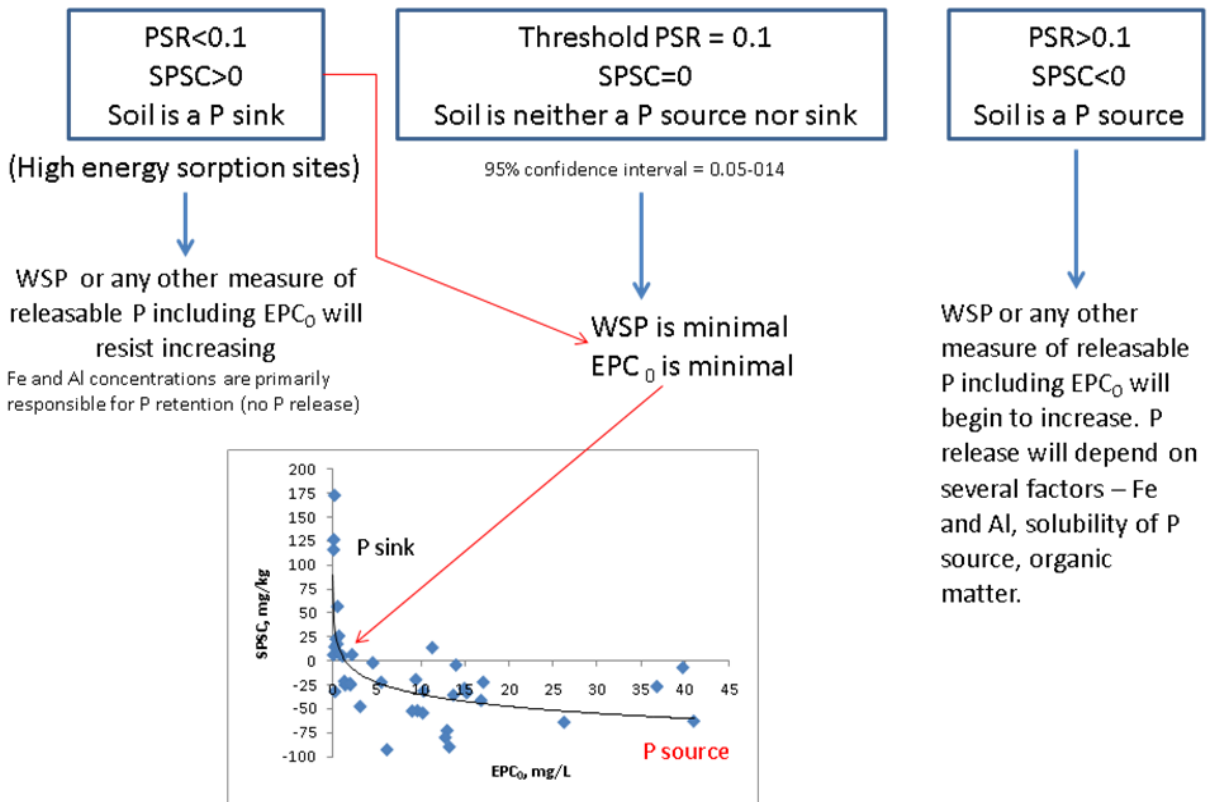 PSR<0.1
SPSC>0
Soil is a P sink
Threshold PSR = 0.1
SPSC=0
Soil is neither a P source nor sink
PSR>0.1
SPSC<0
Soil is a P source
(High energy sorption sites)
95% confidence interval = 0.05-014
WSP or any other measure of
releasable P including EPC₀ will
resist increasing
Fe and Al concentrations are primarily
responsible for P retention (no P release)
WSP is minimal
EPC ₀ is minimal
WSP or any other
measure of releasable
P including EPC₀ will
begin to increase. P
release will depend on
several factors – Fe
and Al, solubility of P
source, organic
matter.
200
175
150
125
100
75
50
25
0
-25
-50
-75
-100
SPSC, mg/kg
P sink
0 5 10 15 20 25 30 35 40 45
P source
EPC₀, mg/L